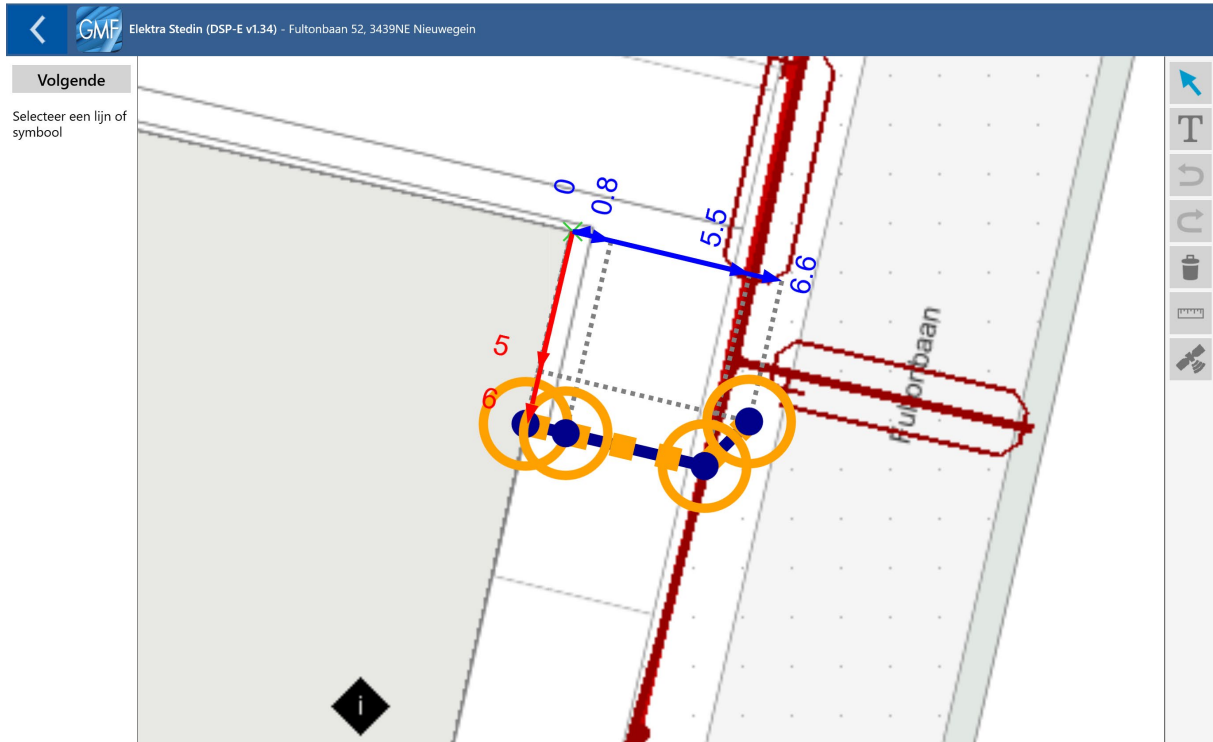 GMF Elektra Stedin (DSP-E v1.34) - Fultonbaan 52, 3439NE Nieuwegein
Volgende
Selecteer een lijn of
symbool
T
0
0.8
5.5
6.6
5
6
Fultonbaan
i